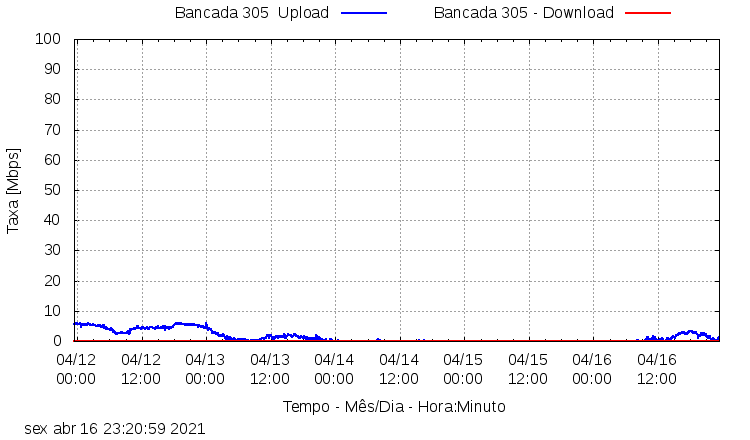 Bancada 305  Upload
Bancada 305 - Download
100
90
80
70
60
50
40
30
20
10
0
Taxa [Mbps]
04/12 04/12 04/13 04/13 04/14 04/14 04/15 04/15 04/16 04/16
00:00 12:00 00:00 12:00 00:00 12:00 00:00 12:00 00:00 12:00
Tempo - Mês/Dia - Hora:Minuto
sex abr 16 23:20:59 2021